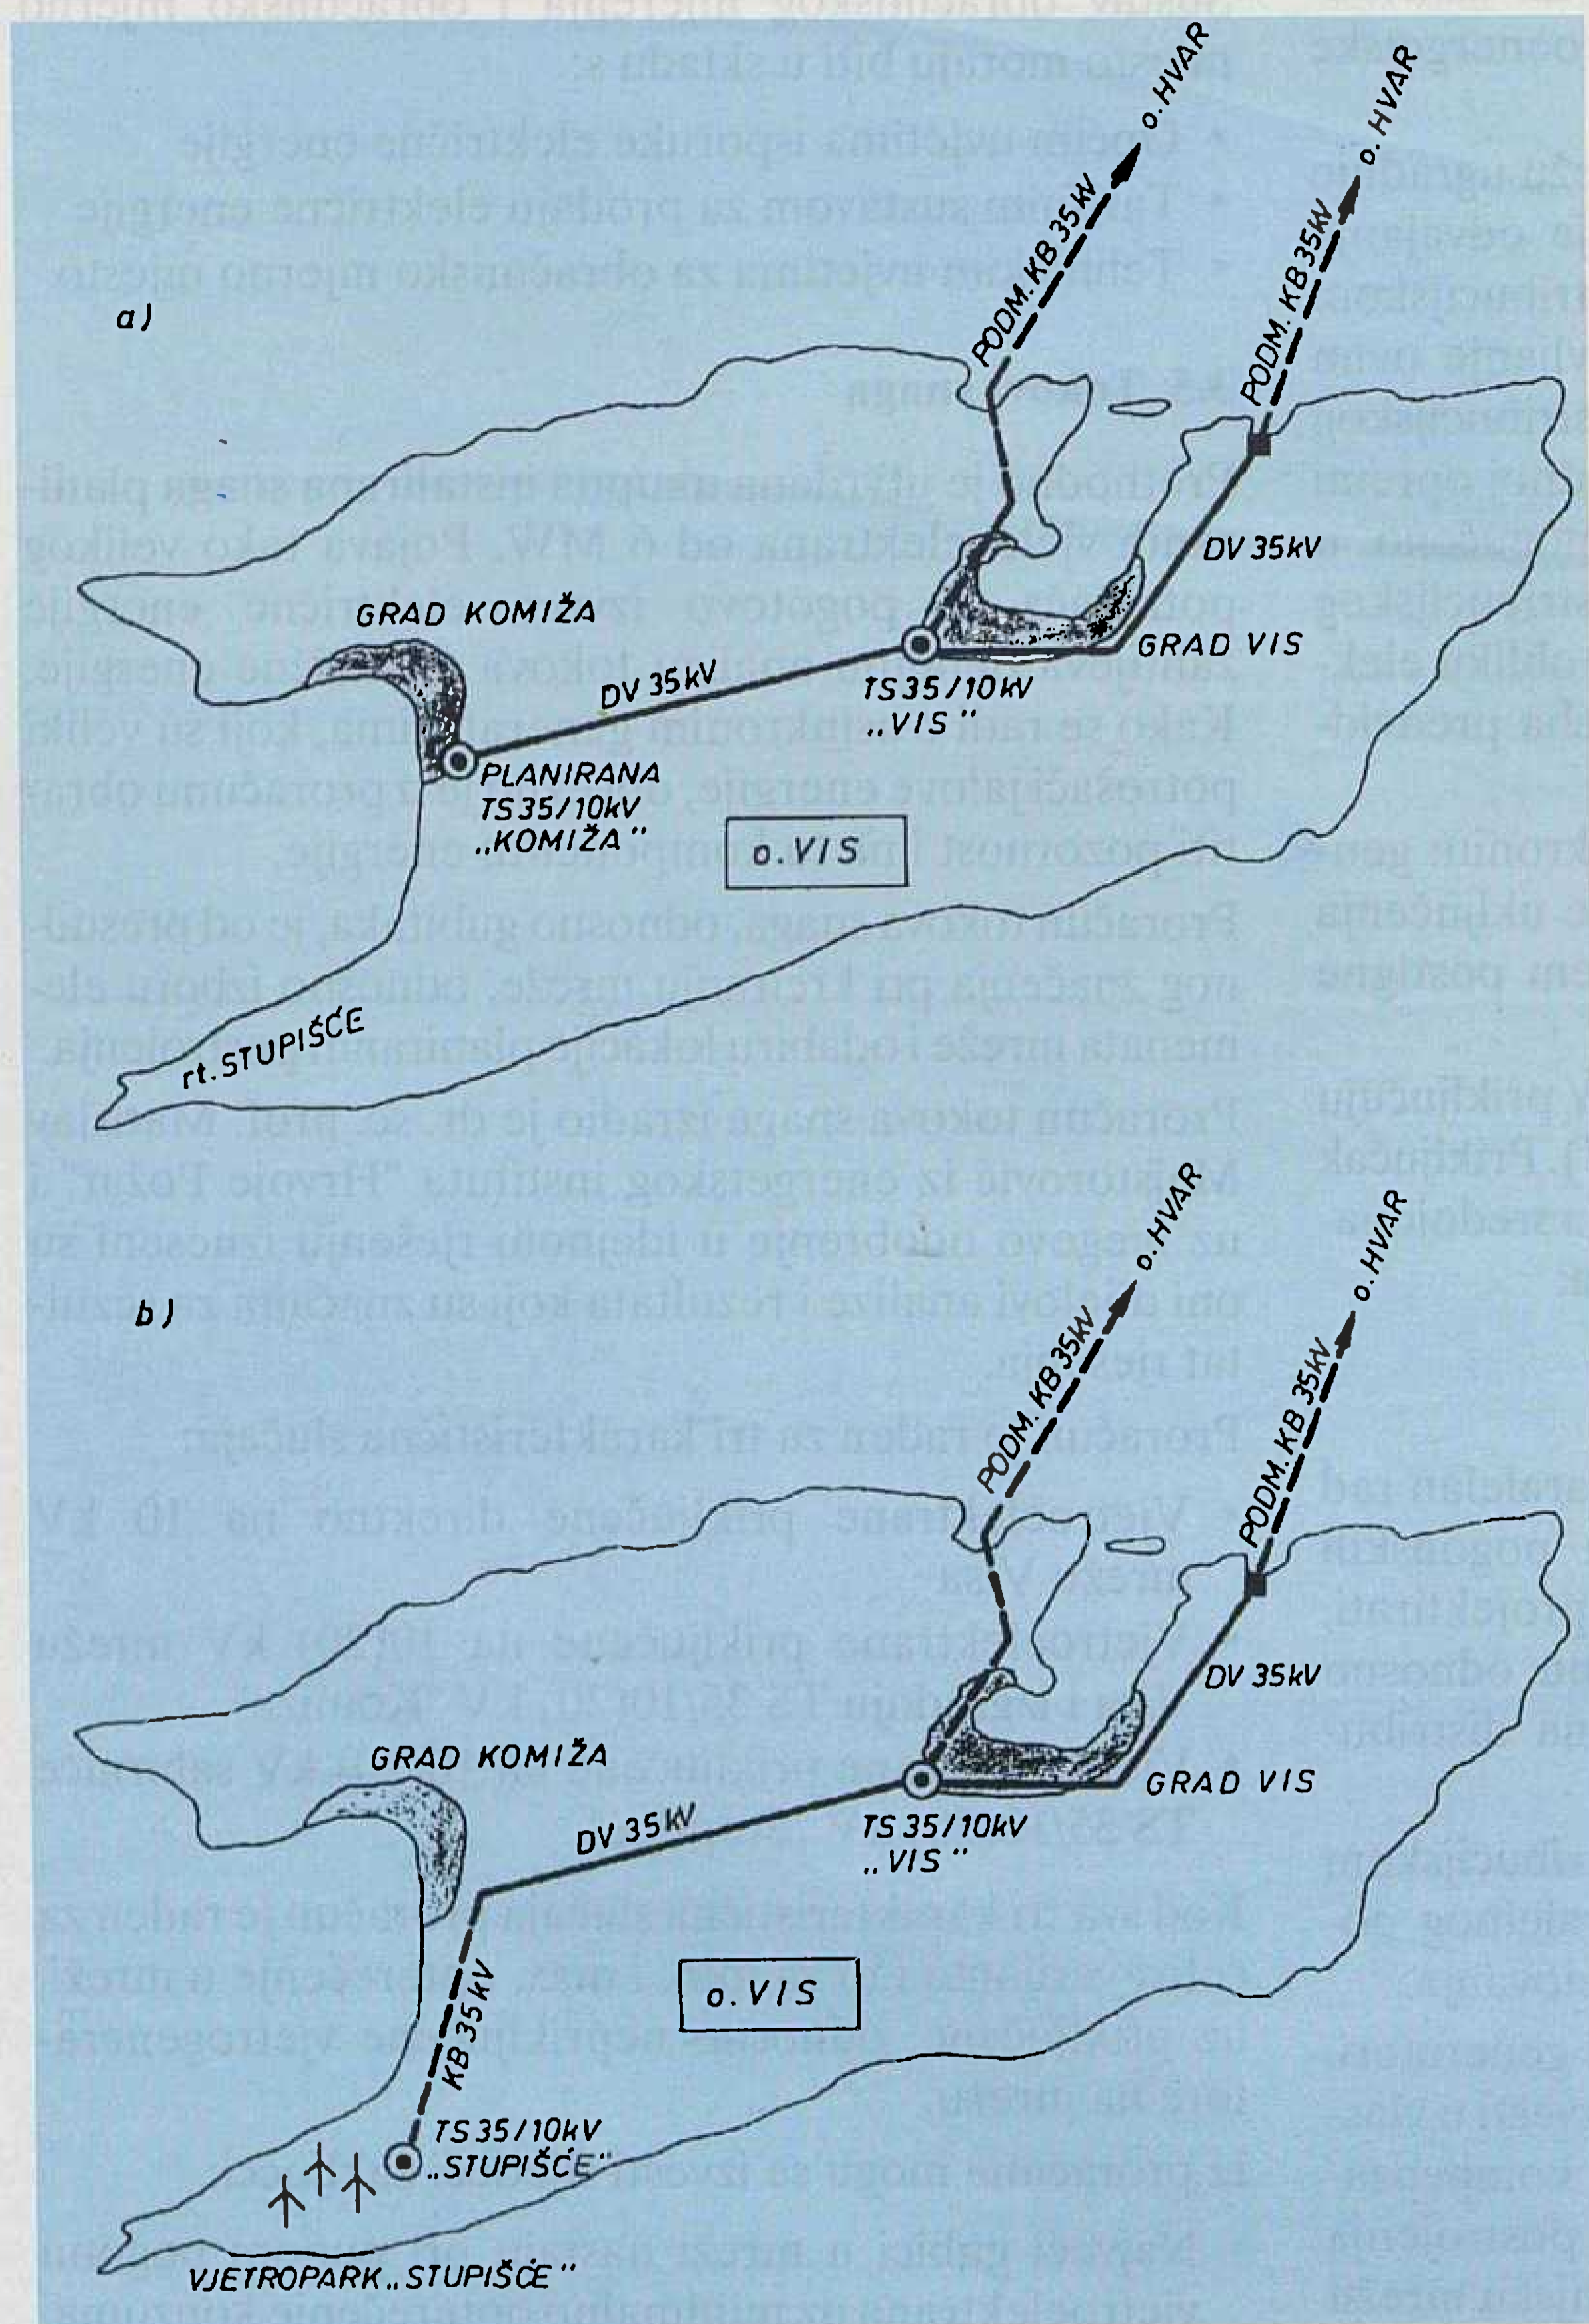 a)
PODM. KB 35kV
o. HVAR
PODM. KB 35kV
o. HVAR
DV 35kV
GRAD KOMIŽA
GRAD VIS
DV 35kV
TS 35/10kV
„VIS”
PLANIRANA
TS 35/10kV
„KOMIŽA”
o. VIS
rt. STUPIŠĆE
b)
PODM. KB 35kV
o. HVAR
PODM. KB 35kV
o. HVAR
DV 35kV
GRAD KOMIŽA
GRAD VIS
DV 35kV
TS 35/10kV
„VIS”
KB 35kV
o. VIS
TS 35/10kV
„STUPIŠĆE”
VJETROPARK „STUPIŠĆE”